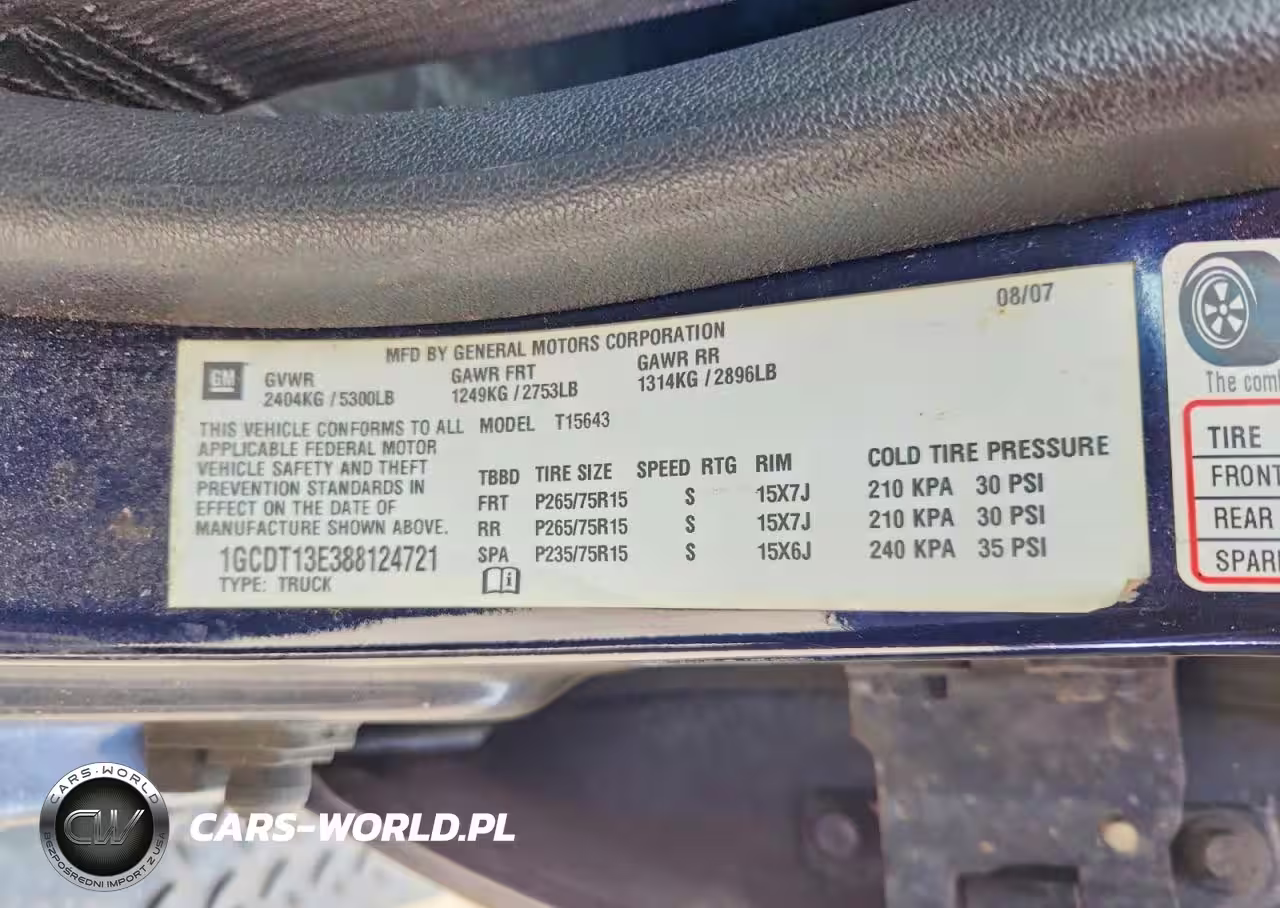 08/07
MFD BY GENERAL MOTORS CORPORATION
GM
GVWR GAWR FRT GAWR RR
2404KG / 5300LB 1249KG / 2753LB 1314KG / 2896LB
THIS VEHICLE CONFORMS TO ALL
APPLICABLE FEDERAL MOTOR
VEHICLE SAFETY AND THEFT
PREVENTION STANDARDS IN
EFFECT ON THE DATE OF
MANUFACTURE SHOWN ABOVE.
1GCDT13E388124721
TYPE: TRUCK
MODEL T15643
TBBD TIRE SIZE SPEED RTG RIM COLD TIRE PRESSURE
FRT P265/75R15 S 15X7J 210 KPA 30 PSI
RR P265/75R15 S 15X7J 210 KPA 30 PSI
SPA P235/75R15 S 15X6J 240 KPA 35 PSI
The com
TIRE
FRONT
REAR
SPAR
CARS-WORLD
CW
BEZPOŚREDNI IMPORT Z USA
CARS-WORLD.PL